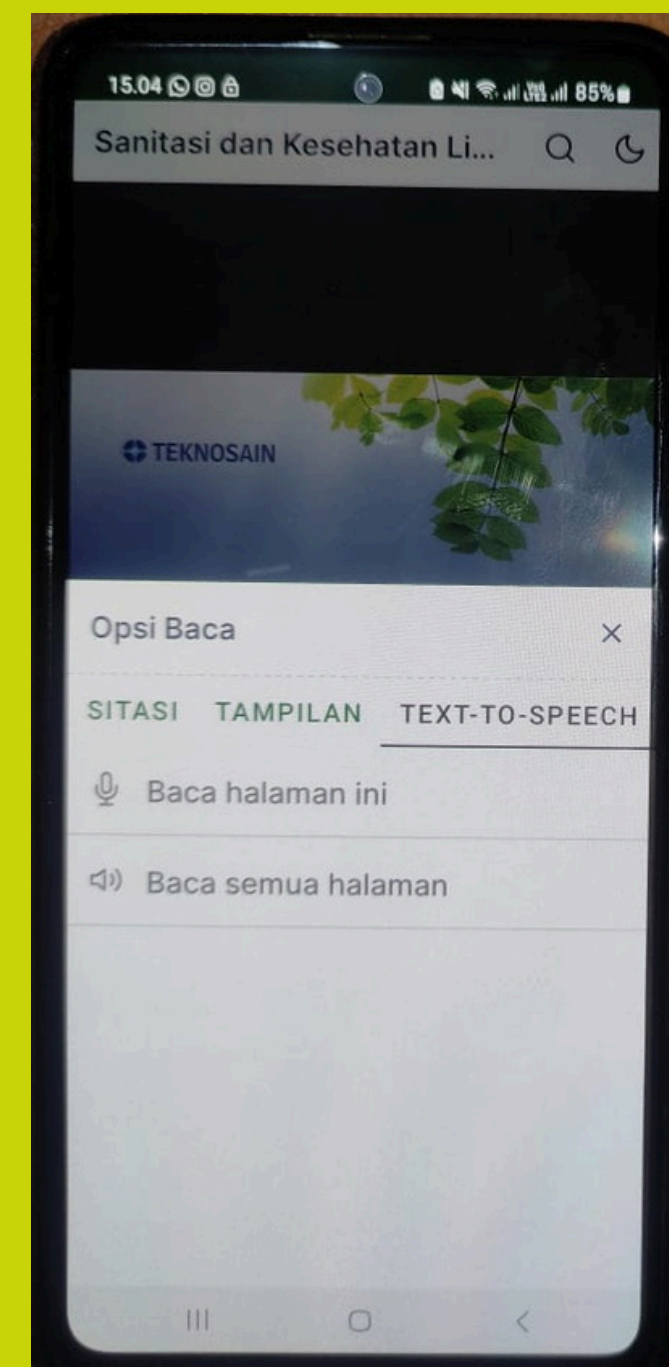 15.04
85%
Sanitasi dan Kesehatan Li...
TEKNOSAIN
Opsi Baca
SITASI TAMPILAN TEXT-TO-SPEECH
Baca halaman ini
Baca semua halaman